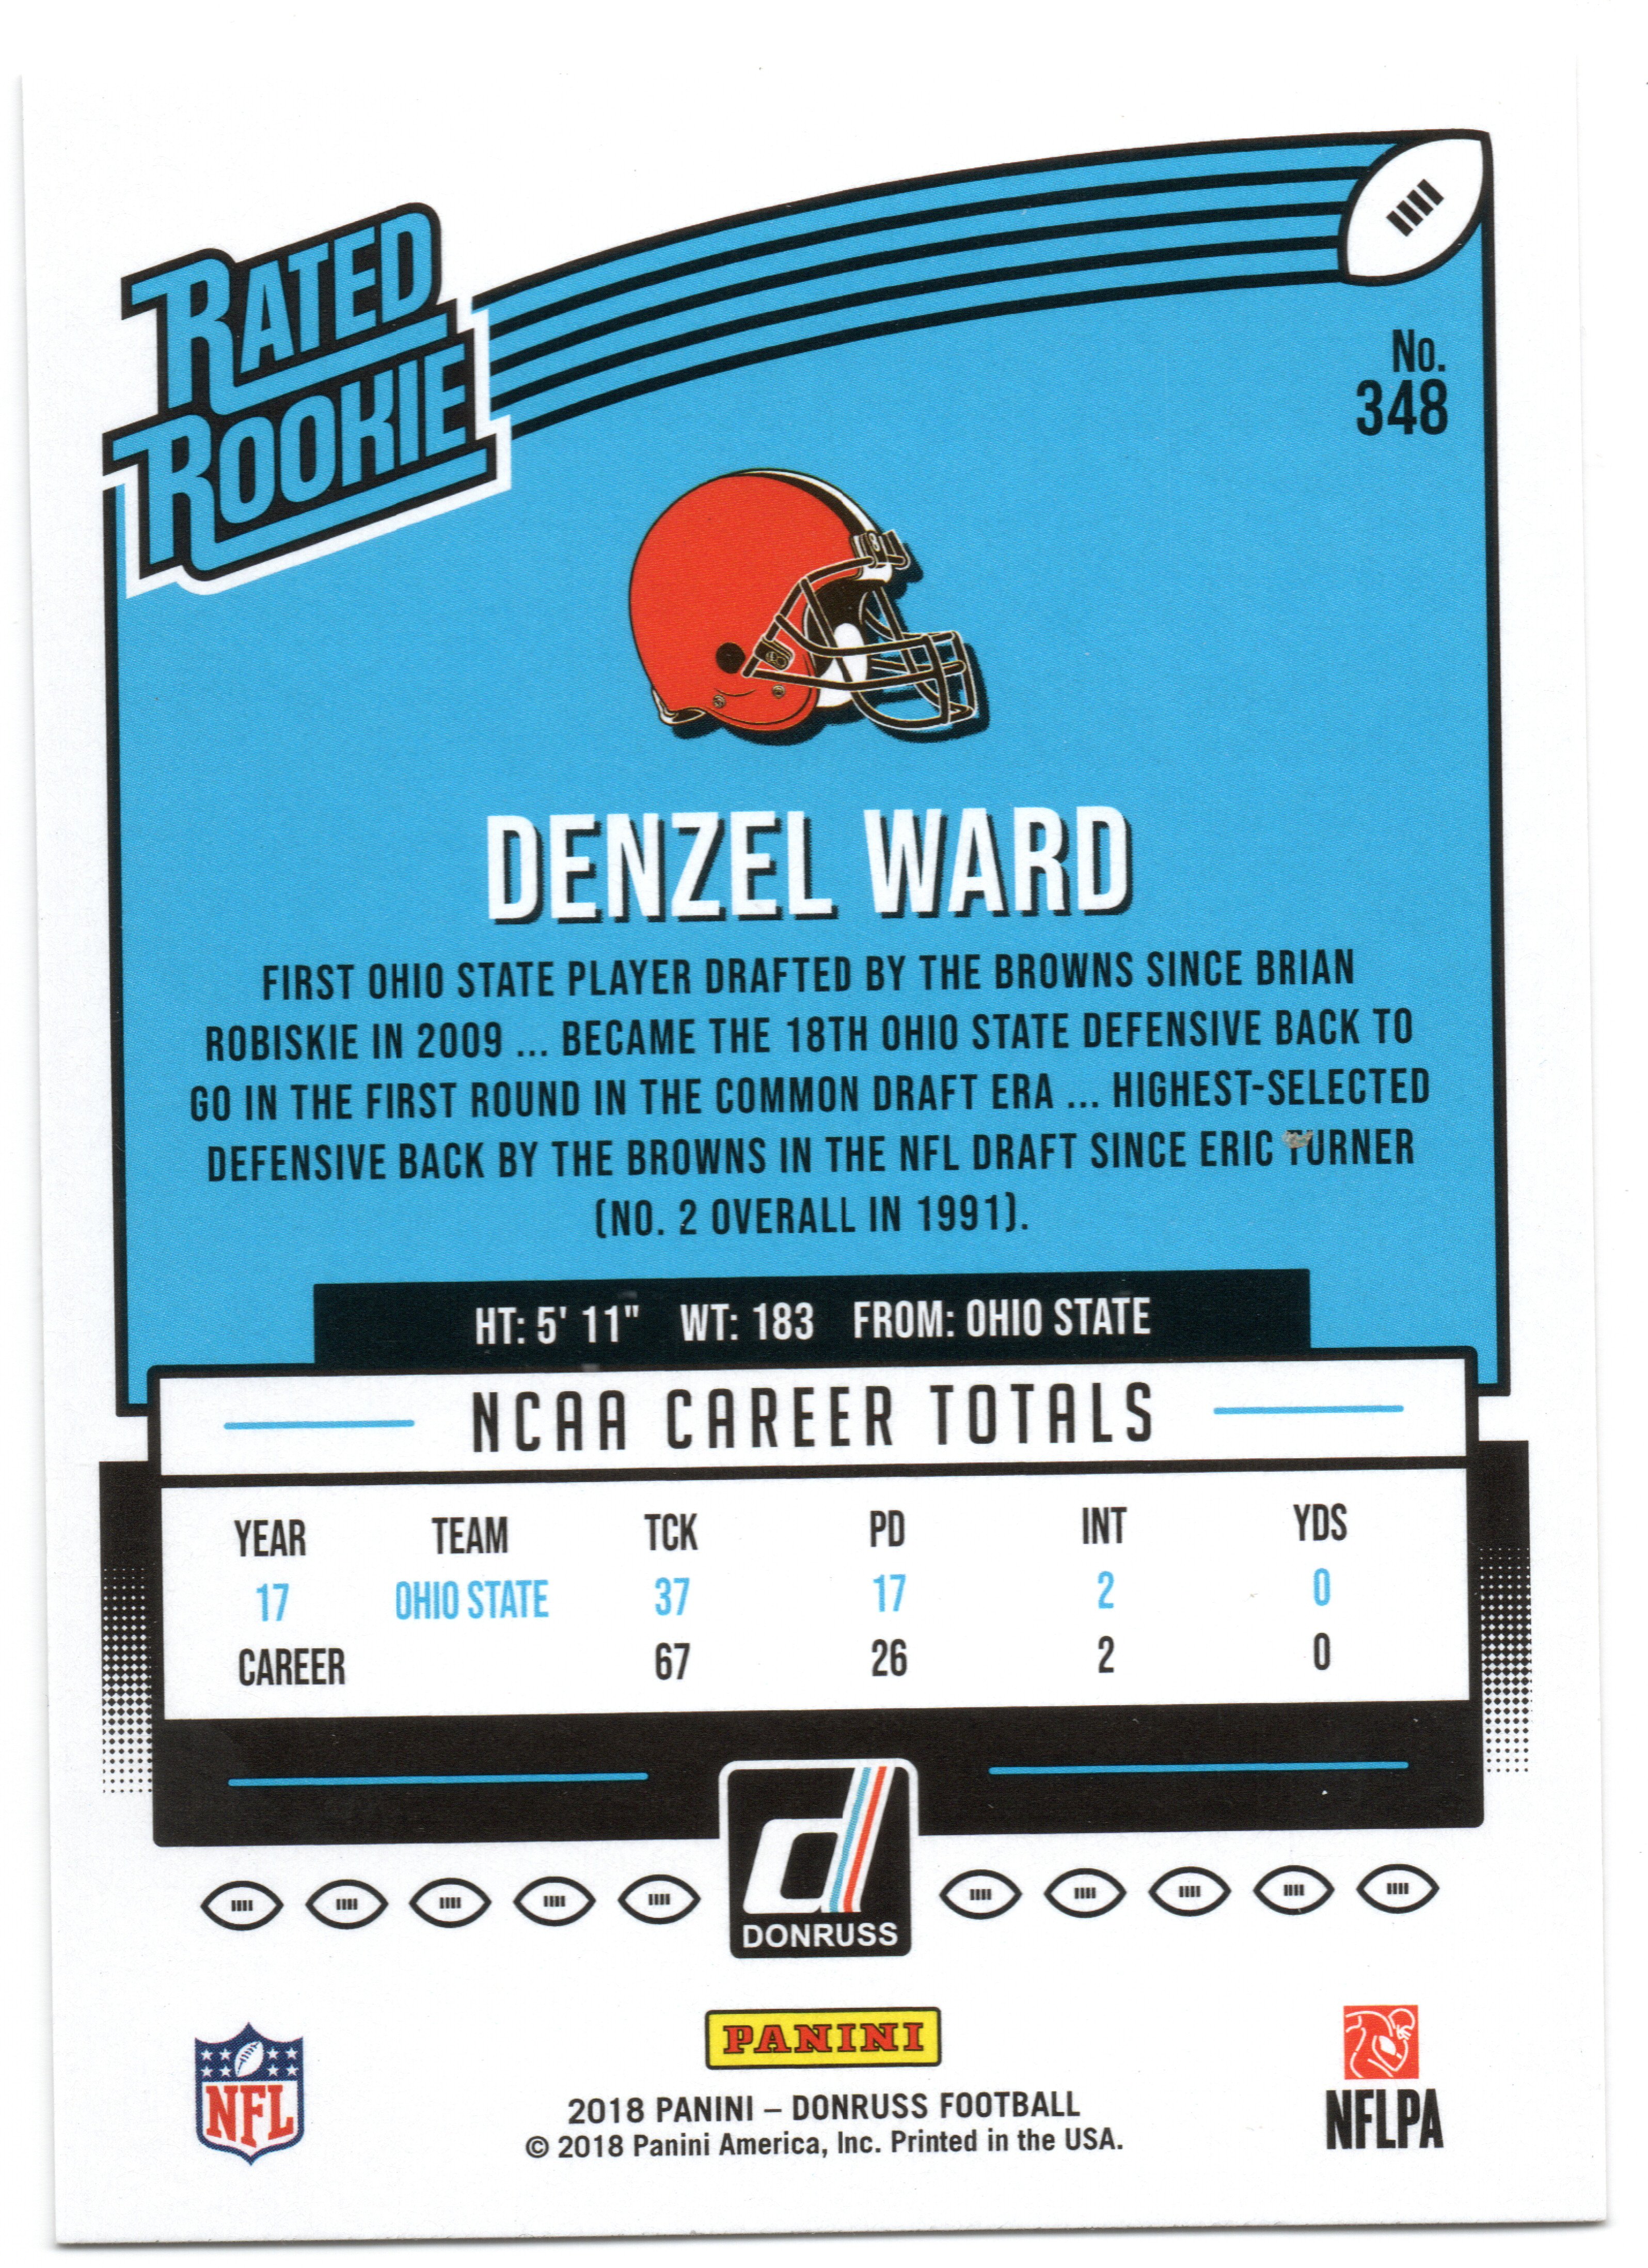 RATED
ROOKIE
No.
348
DENZEL WARD
FIRST OHIO STATE PLAYER DRAFTED BY THE BROWNS SINCE BRIAN
ROBISKIE IN 2009 ... BECAME THE 18TH OHIO STATE DEFENSIVE BACK TO
GO IN THE FIRST ROUND IN THE COMMON DRAFT ERA ... HIGHEST-SELECTED
DEFENSIVE BACK BY THE BROWNS IN THE NFL DRAFT SINCE ERIC TURNER
(NO. 2 OVERALL IN 1991).
HT: 5' 11" WT: 183 FROM: OHIO STATE
NCAA CAREER TOTALS
YEAR TEAM TCK PD INT YDS
17 OHIO STATE 37 17 2 0
CAREER 67 26 2 0
d
DONRUSS
PANINI
NFL
2018 PANINI – DONRUSS FOOTBALL
© 2018 Panini America, Inc. Printed in the USA.
NFLPA